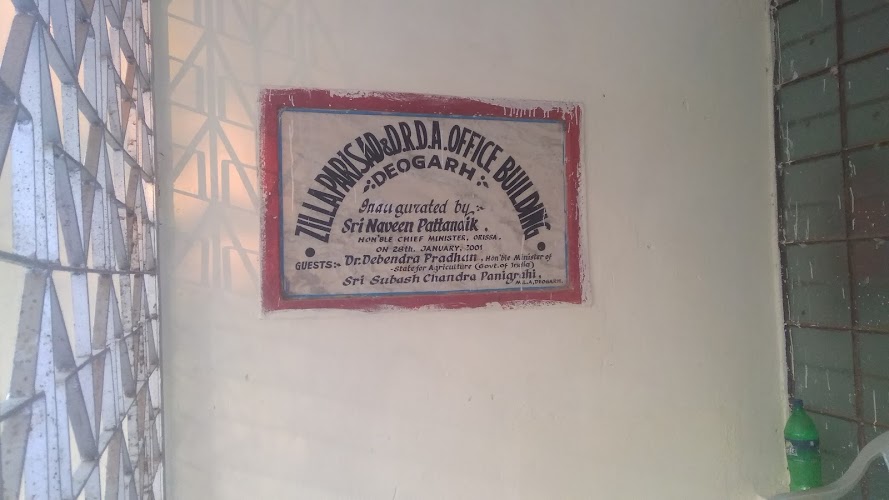 ZILLA PARISAD & D.R.D.A. OFFICE BUILDING
DEOGARH
Inaugurated by :-
Sri Naveen Pattanaik .
HON'BLE CHIEF MINISTER, ORISSA.
ON 28th. JANUARY, 2001
GUESTS:- Dr. Debendra Pradhan . Hon'ble Minister of
-State for Agriculture (Govt. of India)
Sri Subash Chandra Panigrahi .
M.L.A, DEOGARH.